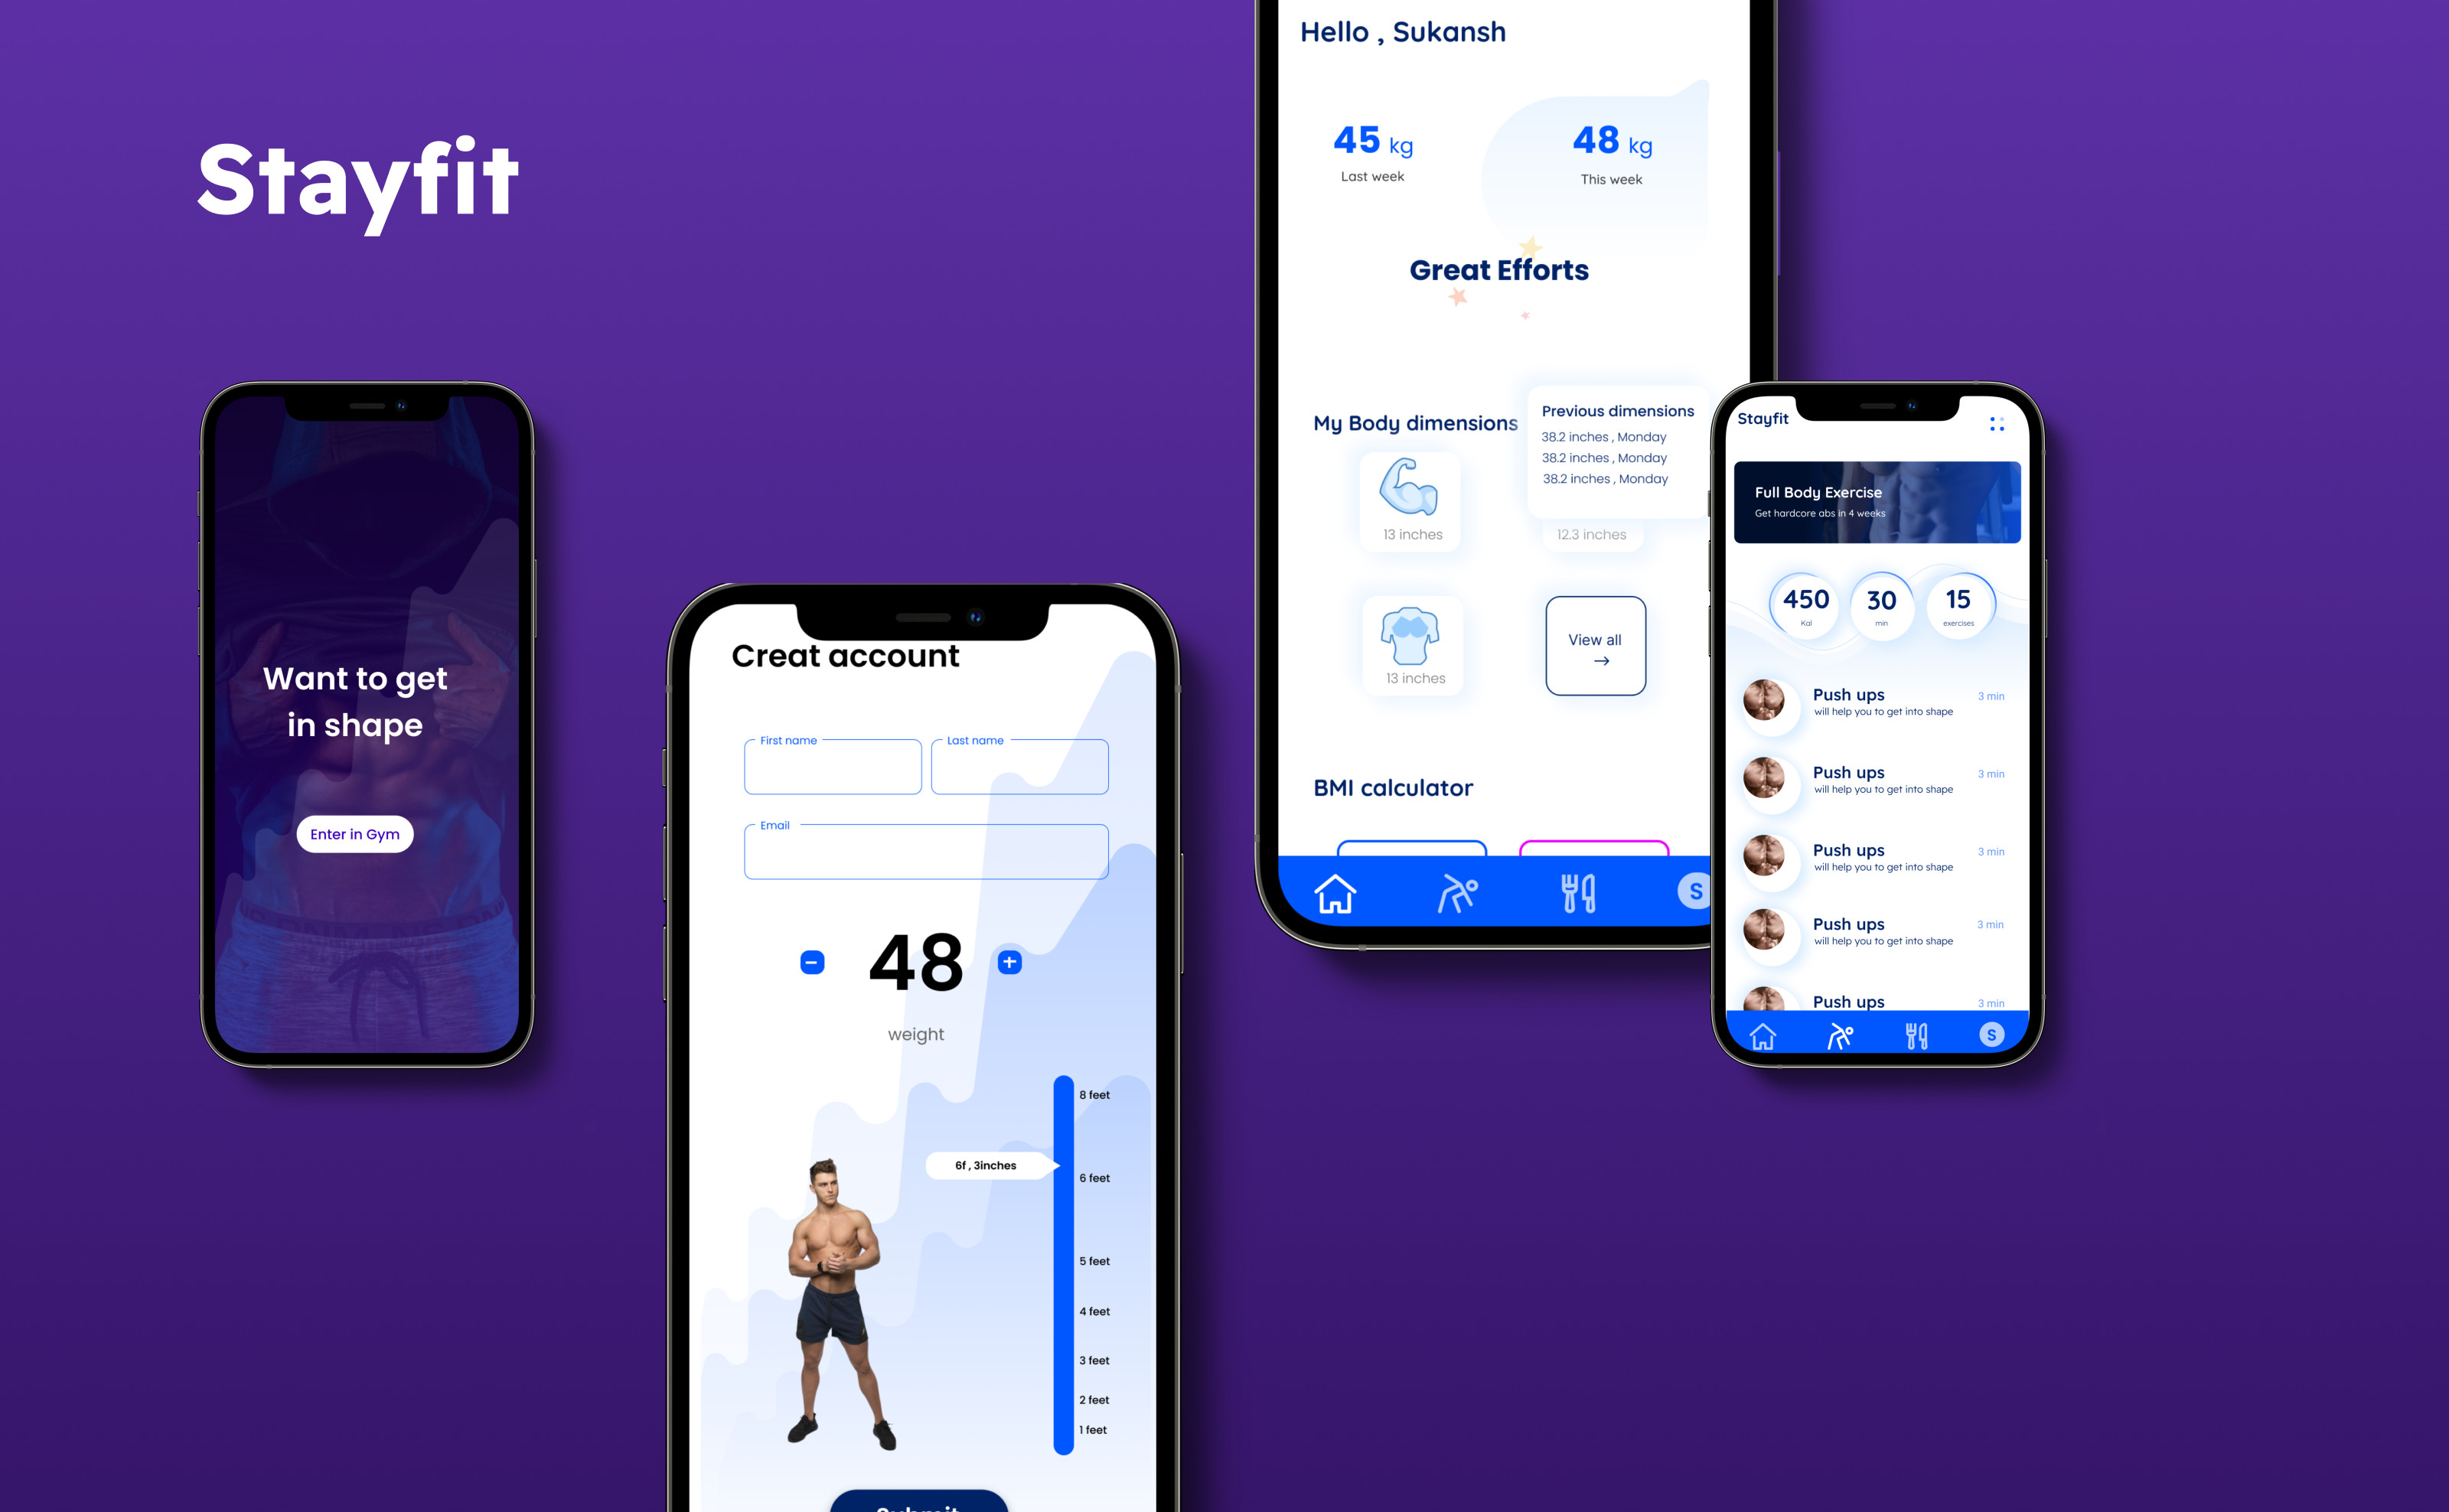 Stayfit
Want to get
in shape
Enter in Gym
Creat account
First name
Last name
Email
48
weight
8 feet
6f , 3inches
6 feet
5 feet
4 feet
3 feet
2 feet
1 feet
Submit
Hello , Sukansh
45 kg
Last week
48 kg
This week
Great Efforts
My Body dimensions
Previous dimensions
38.2 inches , Monday
38.2 inches , Monday
38.2 inches , Monday
13 inches
12.3 inches
13 inches
View all
→
BMI calculator
S
Stayfit
Full Body Exercise
Get hardcore abs in 4 weeks
450
Kal
30
min
15
exercises
Push ups
3 min
will help you to get into shape
Push ups
3 min
will help you to get into shape
Push ups
3 min
will help you to get into shape
Push ups
3 min
will help you to get into shape
Push ups
3 min
S